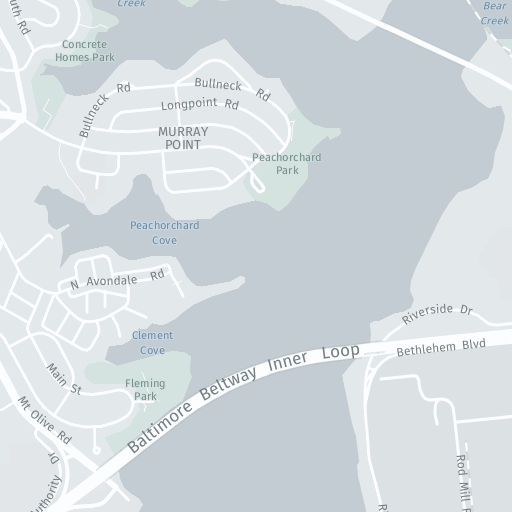 Creek
Bear
Creek
uth Rd
Concrete
Homes Park
Bullneck Rd
Bullneck Rd
Longpoint Rd
MURRAY
POINT
Peachorchard
Park
Peachorchard
Cove
N Avondale Rd
Riverside Dr
Clement
Cove
Baltimore Beltway Inner Loop
Bethlehem Blvd
Main St
Fleming
Park
Mt Olive Rd
uthority Dr
Rod Mill R